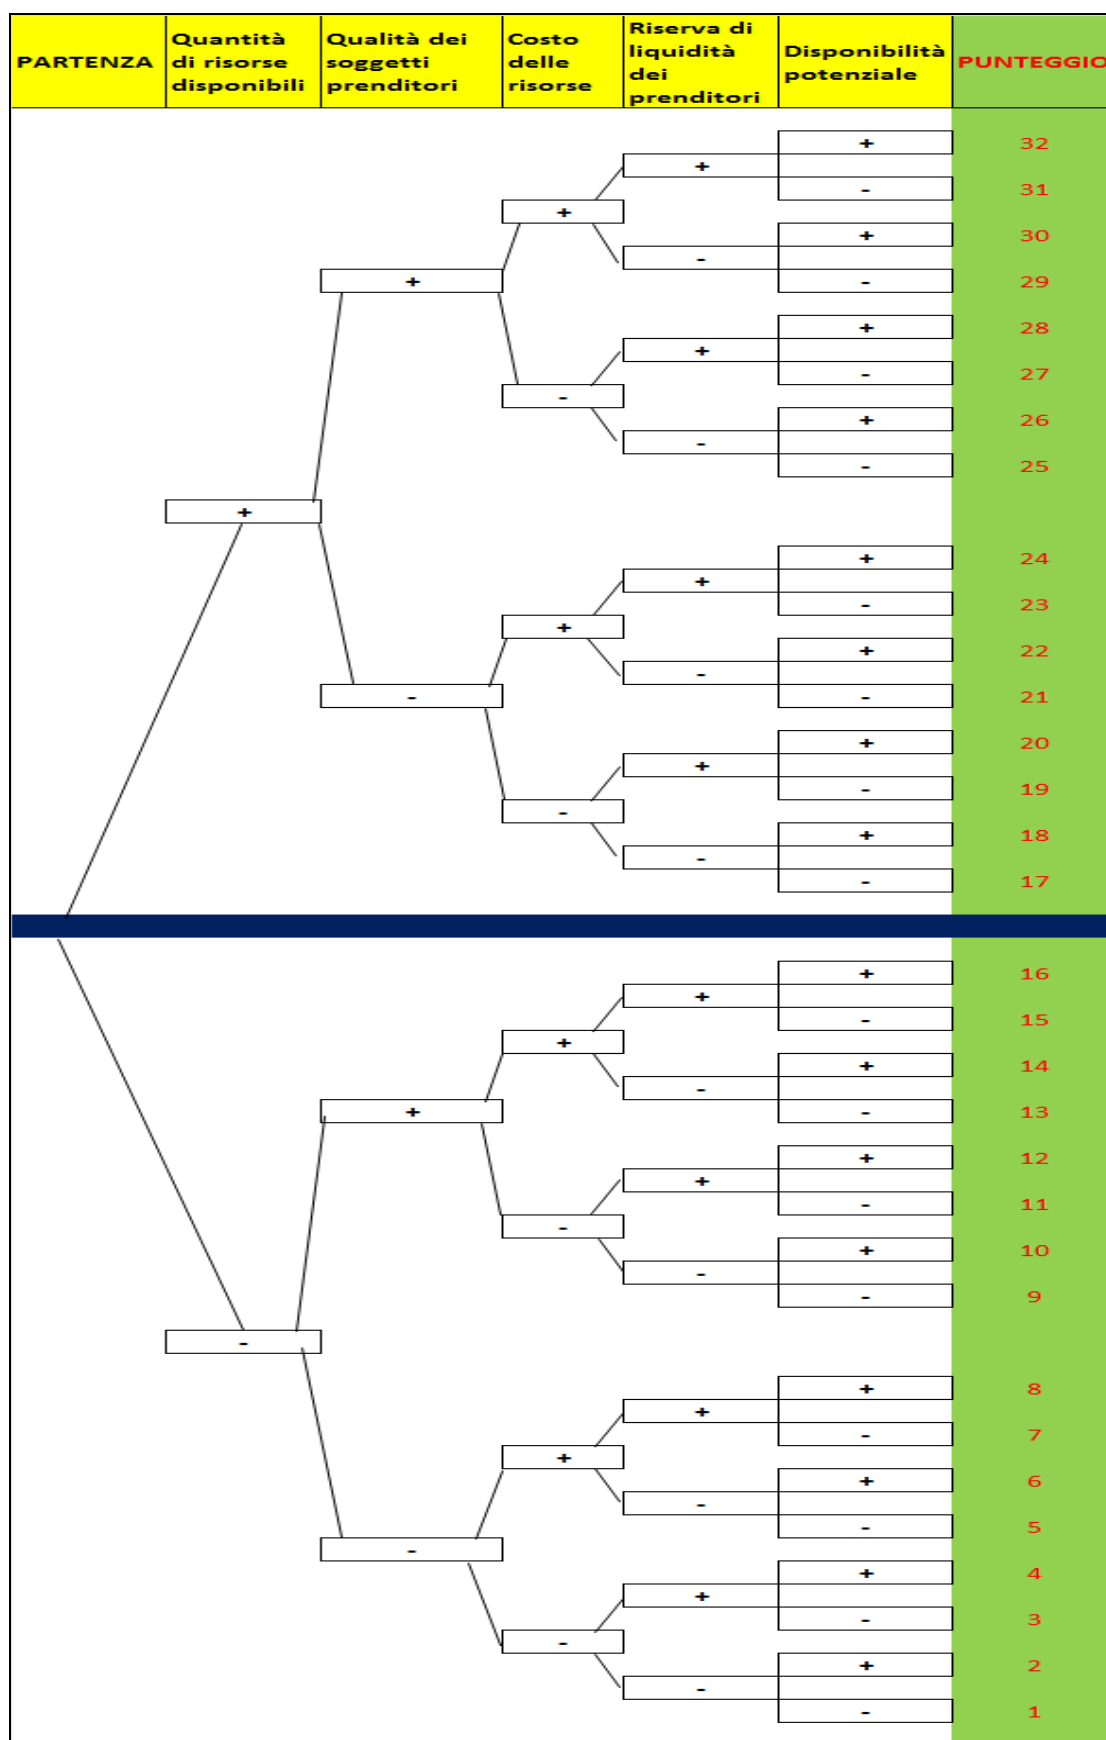 PARTENZA
Quantità
di risorse
disponibili
Qualità dei
soggetti
prenditori
Costo
delle
risorse
Riserva di
liquidità
dei
prenditori
Disponibilità
potenziale
PUNTEGGIO
+ 32
+
- 31
+
+ 30
-
+ - 29
+ 28
+
- 27
-
+ 26
-
- 25
+
+ 24
+
- 23
+
+ 22
-
- - 21
+ 20
+
- 19
-
+ 18
-
- 17
+ 16
+
- 15
+
+ 14
-
+ - 13
+ 12
+
- 11
-
+ 10
-
- 9
-
+ 8
+
- 7
+
+ 6
-
- 5
-
+ 4
+
- 3
-
+ 2
-
- 1